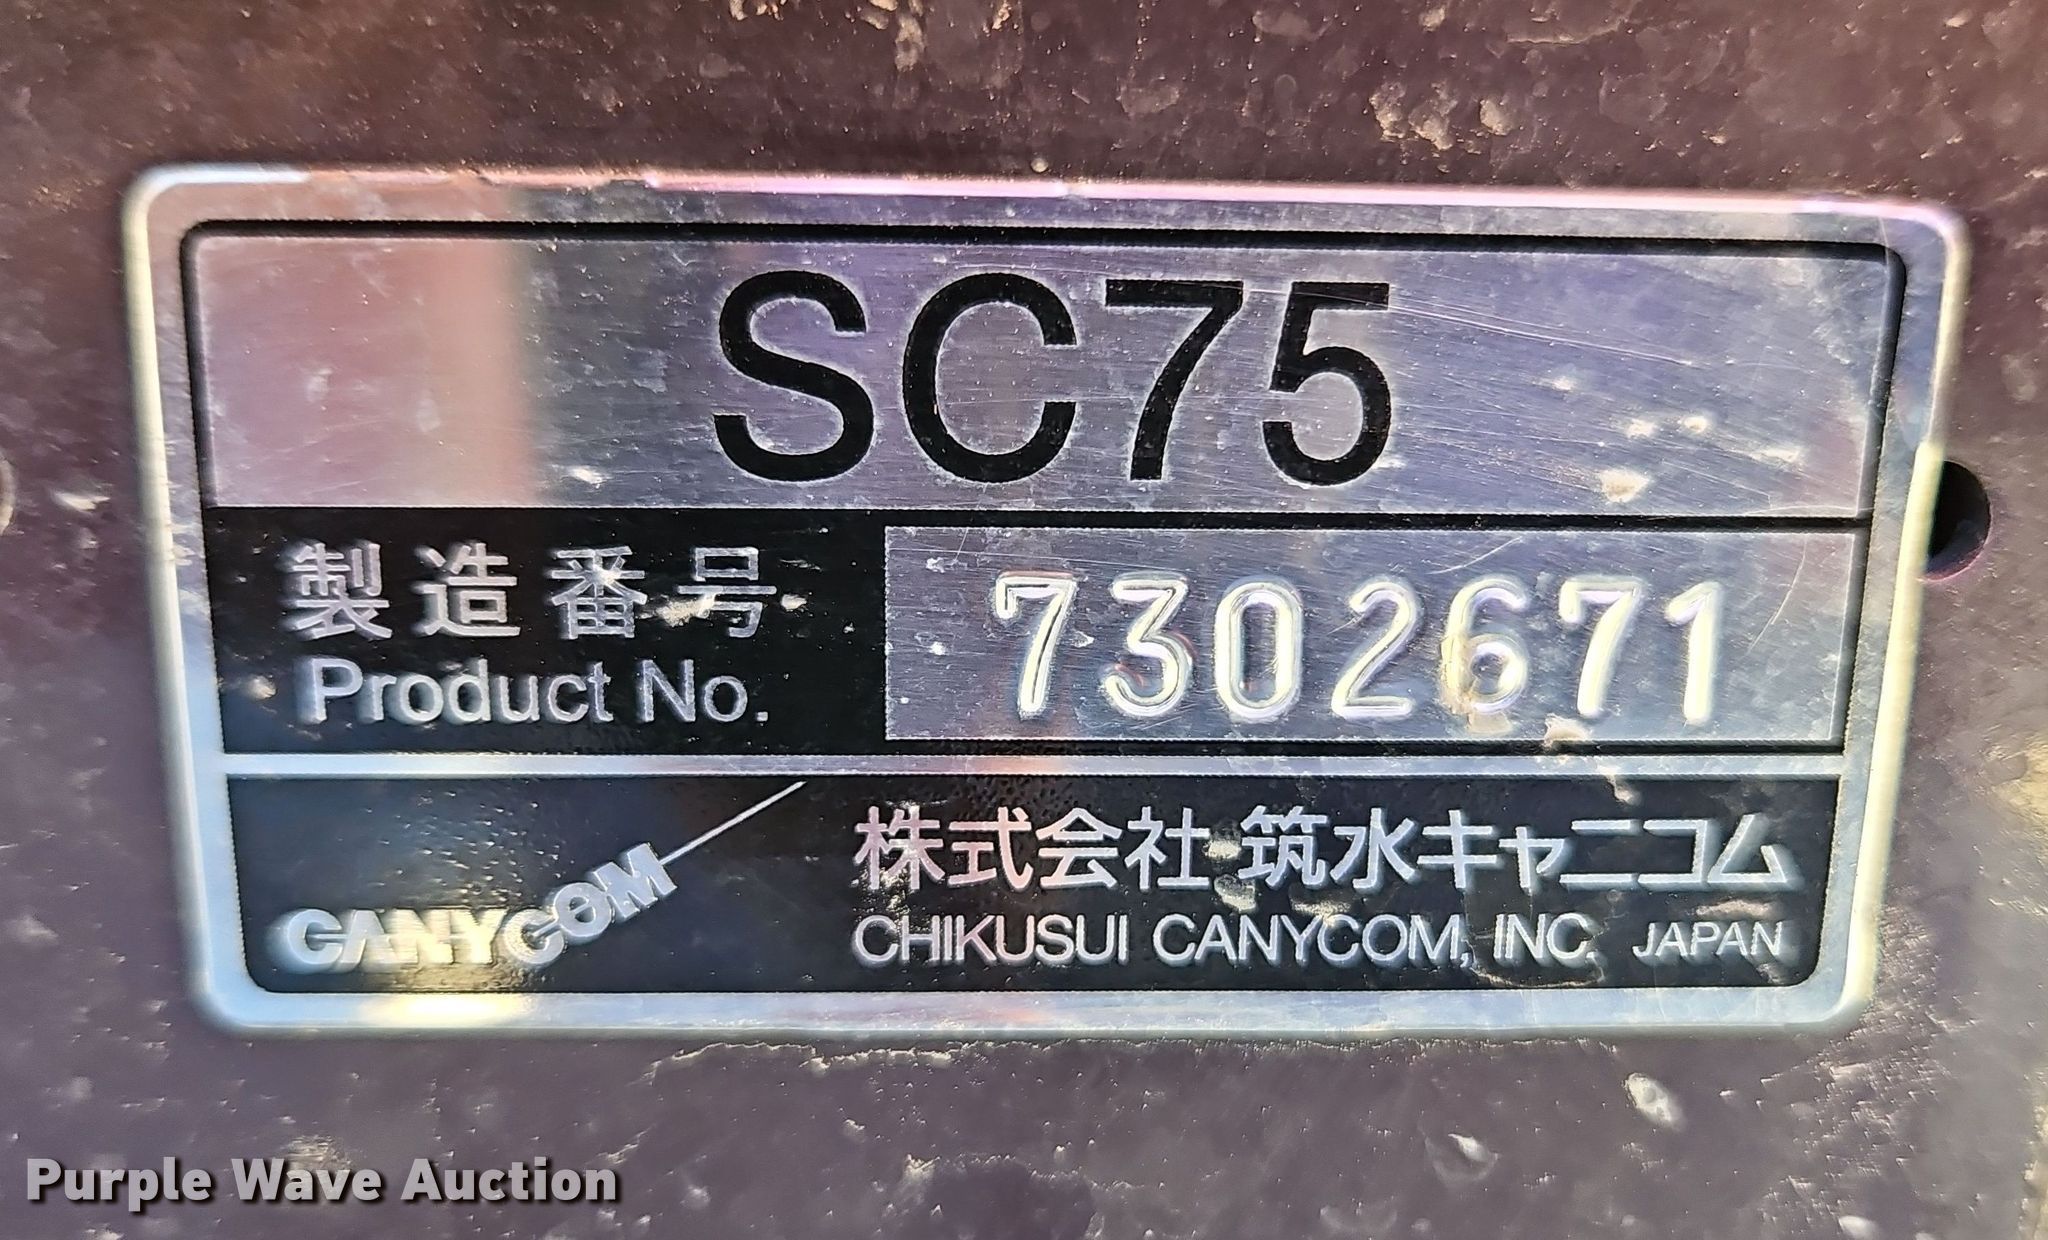 SC75
製造番号
Product No.
7302671
CANYCOM
株式会社 筑水キャニコム
CHIKUSUI CANYCOM, INC. JAPAN
Purple Wave Auction